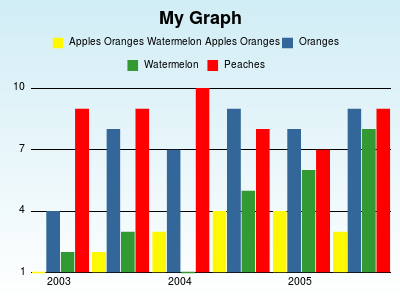 My Graph
Apples Oranges Watermelon Apples Oranges Oranges
Watermelon Peaches
10
7
4
1
2003 2004 2005